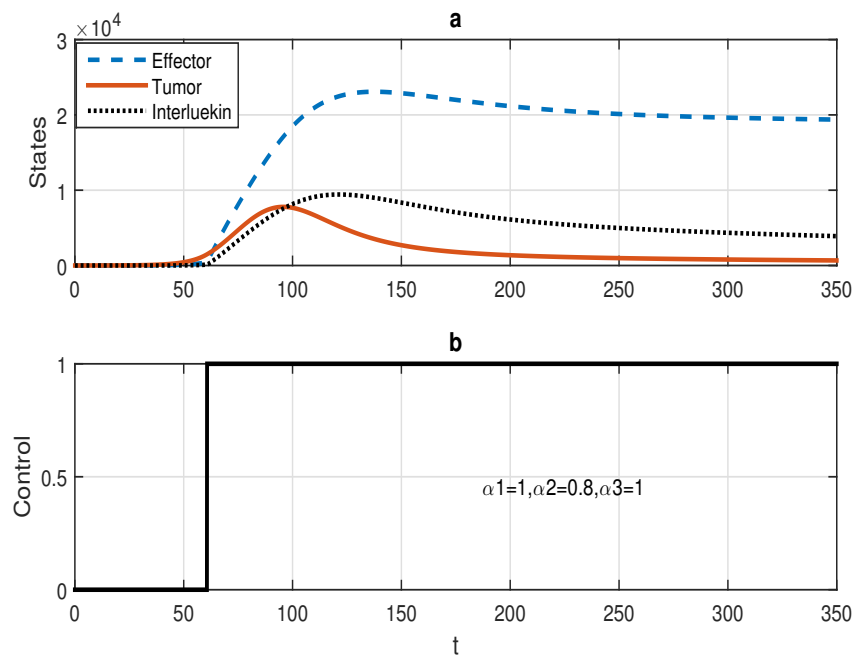 a
×10^4
3
2
1
0
States
Effector
Tumor
Interluekin
0 50 100 150 200 250 300 350
b
1
0.5
0
Control
α1=1,α2=0.8,α3=1
0 50 100 150 200 250 300 350
t